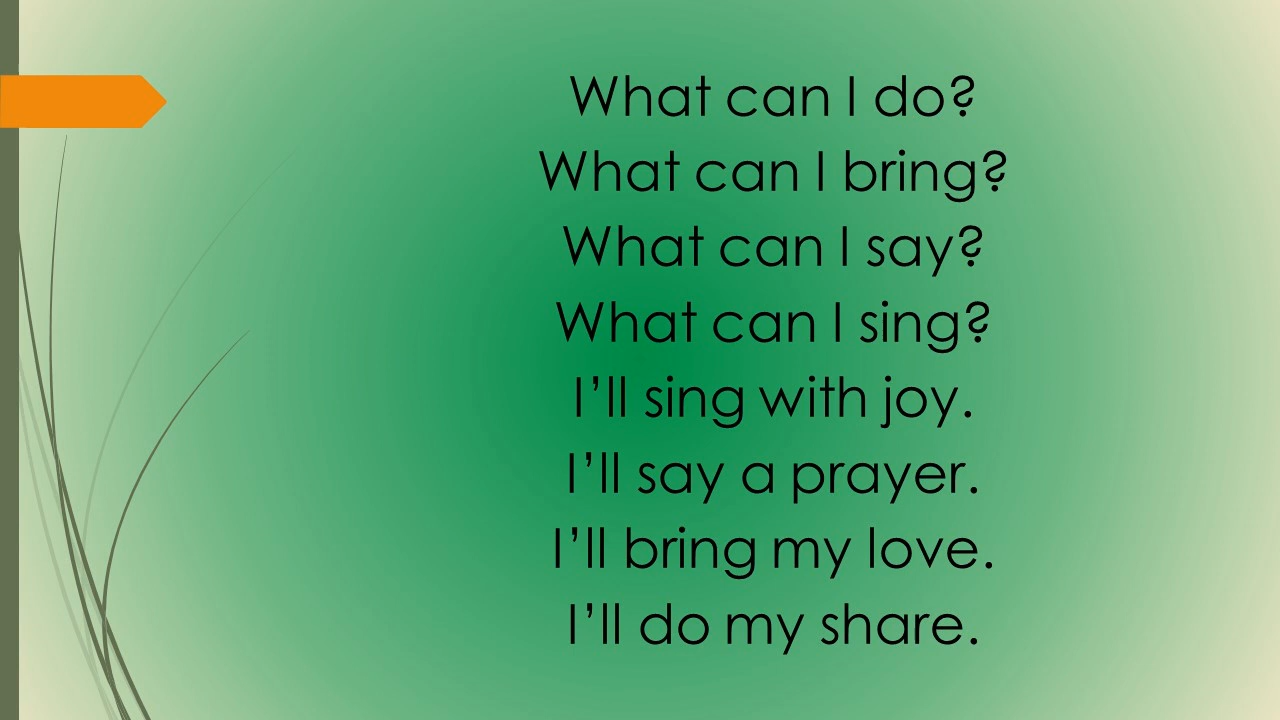 What can I do?
What can I bring?
What can I say?
What can I sing?
I’ll sing with joy.
I’ll say a prayer.
I’ll bring my love.
I’ll do my share.